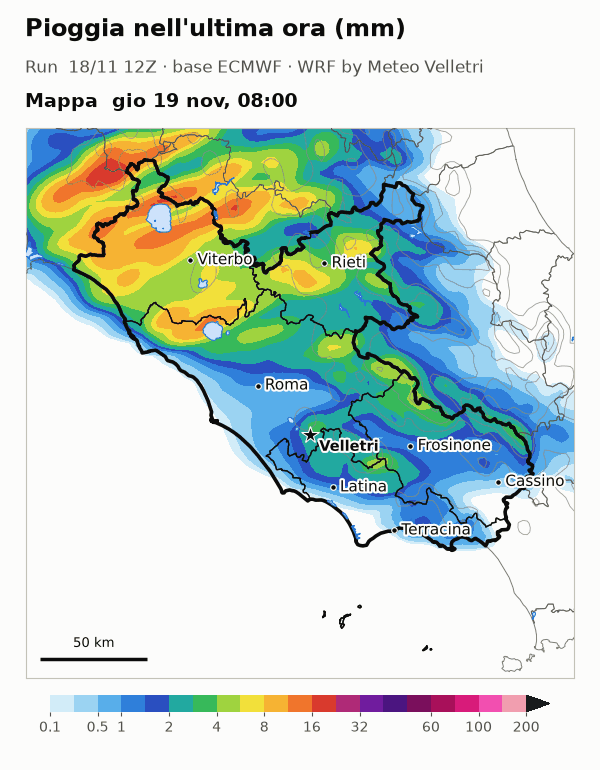 Pioggia nell'ultima ora (mm)
Run  18/11 12Z · base ECMWF · WRF by Meteo Velletri
Mappa  gio 19 nov, 08:00
Viterbo
Rieti
Roma
Velletri
Frosinone
Cassino
Latina
Terracina
50 km
0.1 0.5 1 2 4 8 16 32 60 100 200